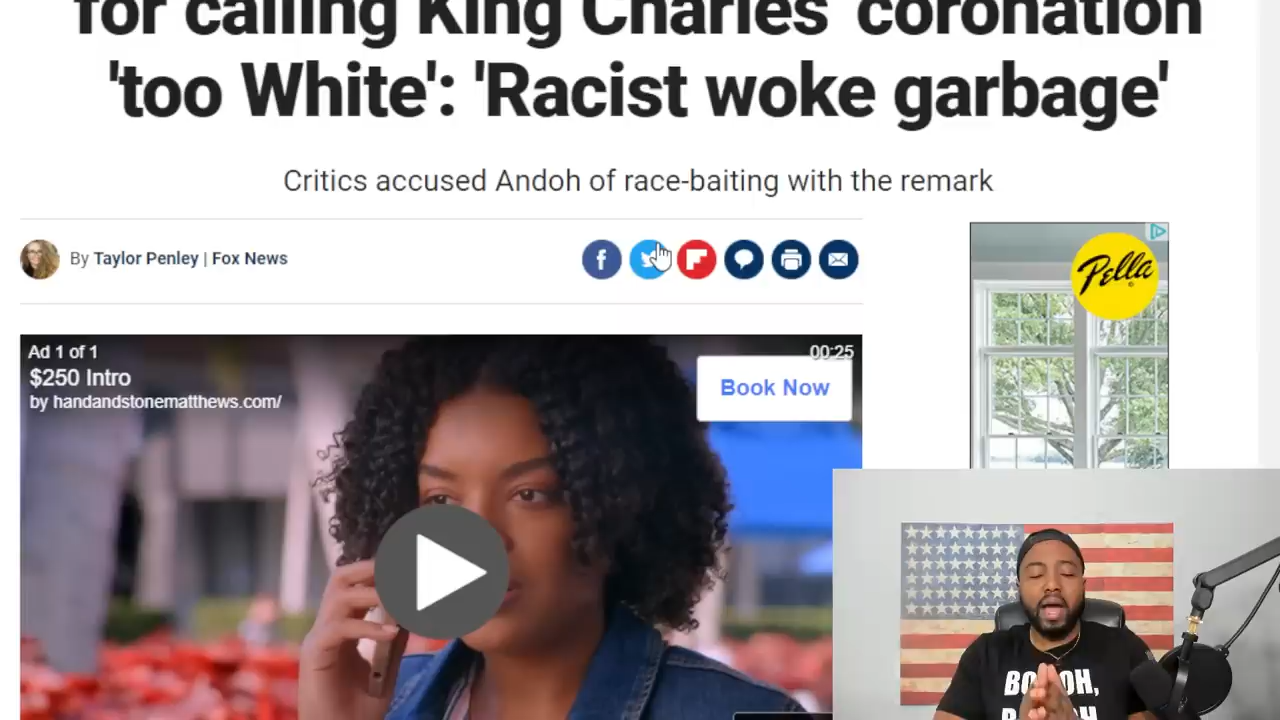 for calling King Charles' coronation
'too White': 'Racist woke garbage'
Critics accused Andoh of race-baiting with the remark
By Taylor Penley | Fox News
Pella
Ad 1 of 1
00:25
$250 Intro
Book Now
by handandstonematthews.com/